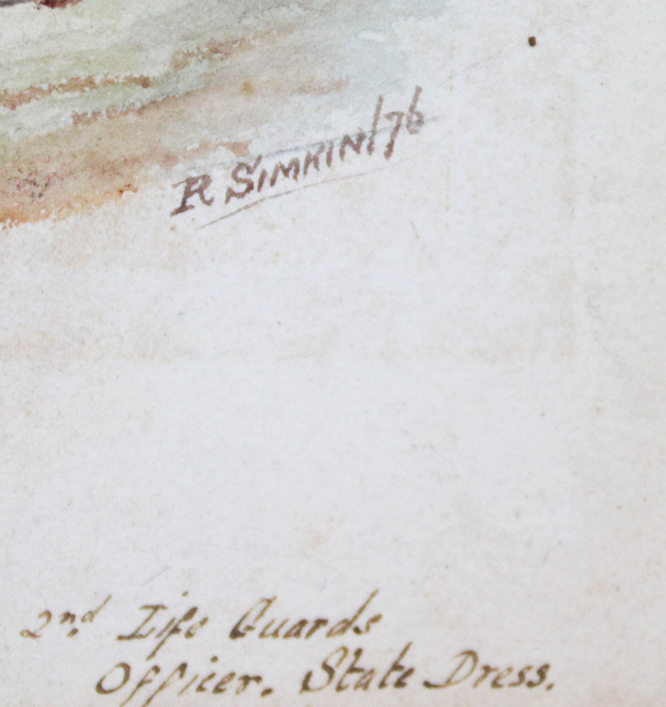 R SIMKIN/76
2nd Life Guards
Officer. State Dress.